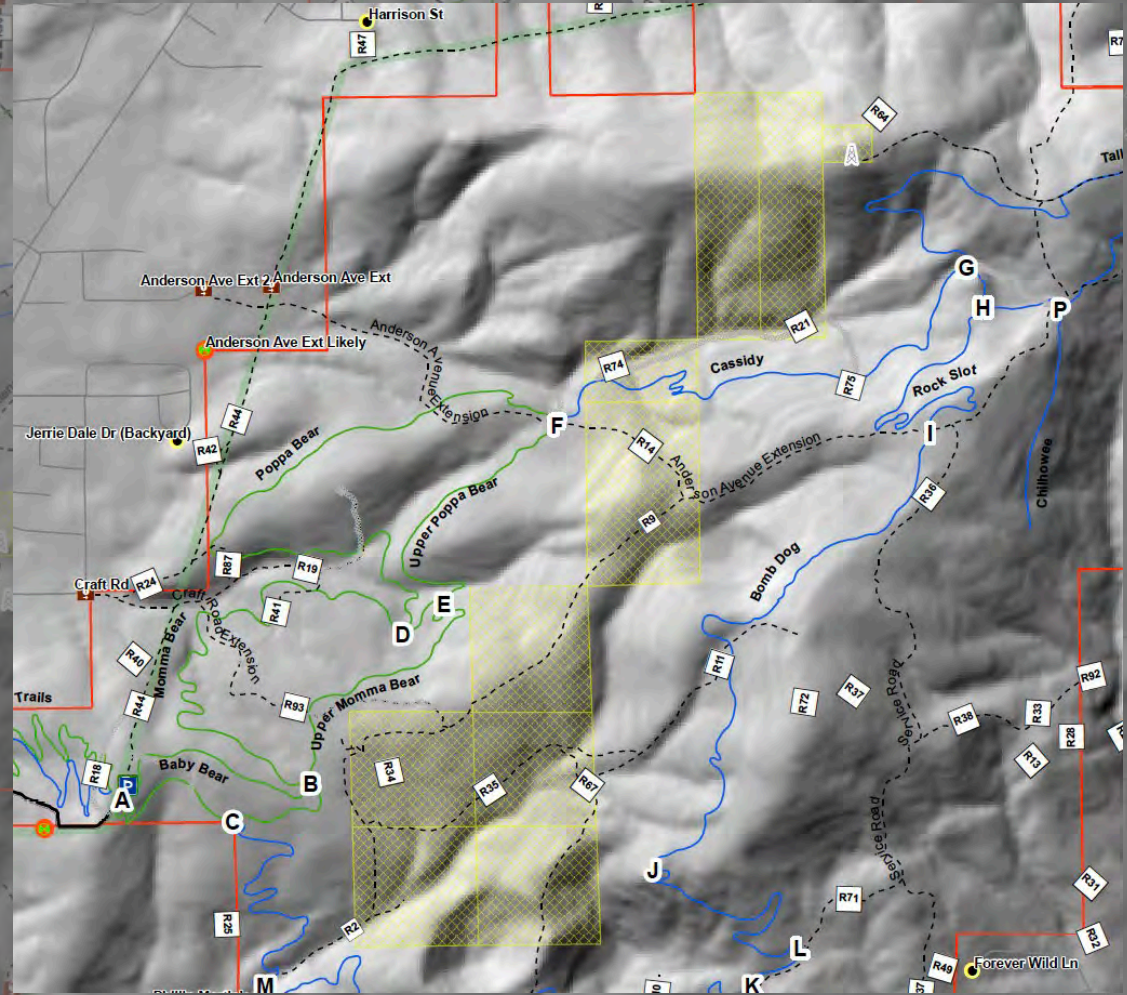 Harrison St
R47
R64
Tall
Anderson Ave Ext 2
Anderson Ave Ext
G
H
P
Anderson Ave Ext Likely
Anderson Avenue Extension
R21
R74
Cassidy
R75
Rock Slot
R44
F
I
Jerrie Dale Dr (Backyard)
R42
Poppa Bear
R14
Anderson Avenue Extension
Chilhowee
Upper Poppa Bear
R36
R9
R87
R19
Bomb Dog
Craft Rd
R24
Craft Road Extension
R41
E
D
Momma Bear
R40
R11
R92
Trails
R44
R93
Upper Momma Bear
R72
R37
Service Road
R38
R33
R28
R13
Baby Bear
R18
P
A
B
R34
R35
R67
C
Service Road
J
R71
R31
R25
R2
R32
L
R49
Forever Wild Ln
M
K